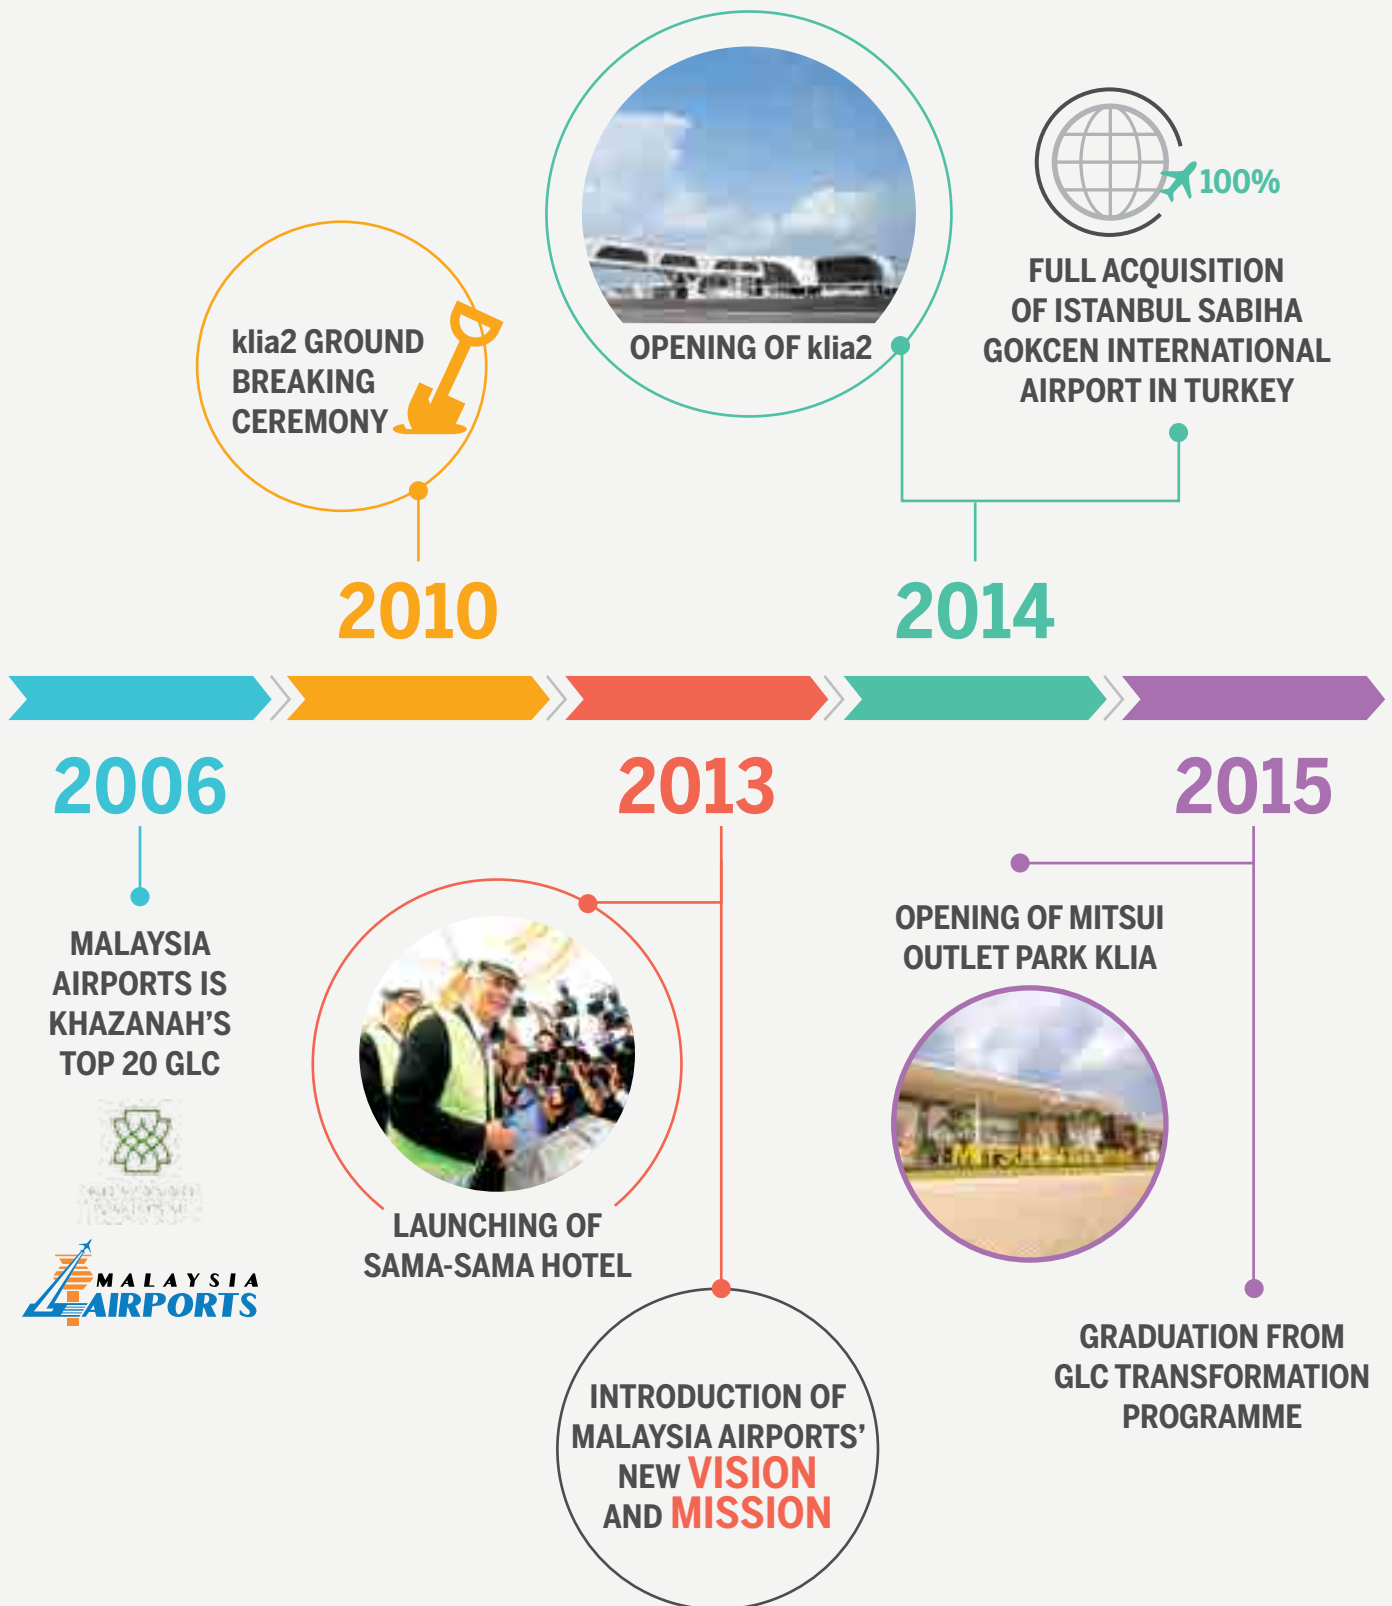 100%
FULL ACQUISITION
OF ISTANBUL SABIHA
GOKCEN INTERNATIONAL
AIRPORT IN TURKEY
klia2 GROUND
BREAKING
CEREMONY
OPENING OF klia2
2010
2014
2006
2013
2015
MALAYSIA
AIRPORTS IS
KHAZANAH'S
TOP 20 GLC
MALAYSIA
AIRPORTS
LAUNCHING OF
SAMA-SAMA HOTEL
INTRODUCTION OF
MALAYSIA AIRPORTS'
NEW VISION
AND MISSION
OPENING OF MITSUI
OUTLET PARK KLIA
GRADUATION FROM
GLC TRANSFORMATION
PROGRAMME